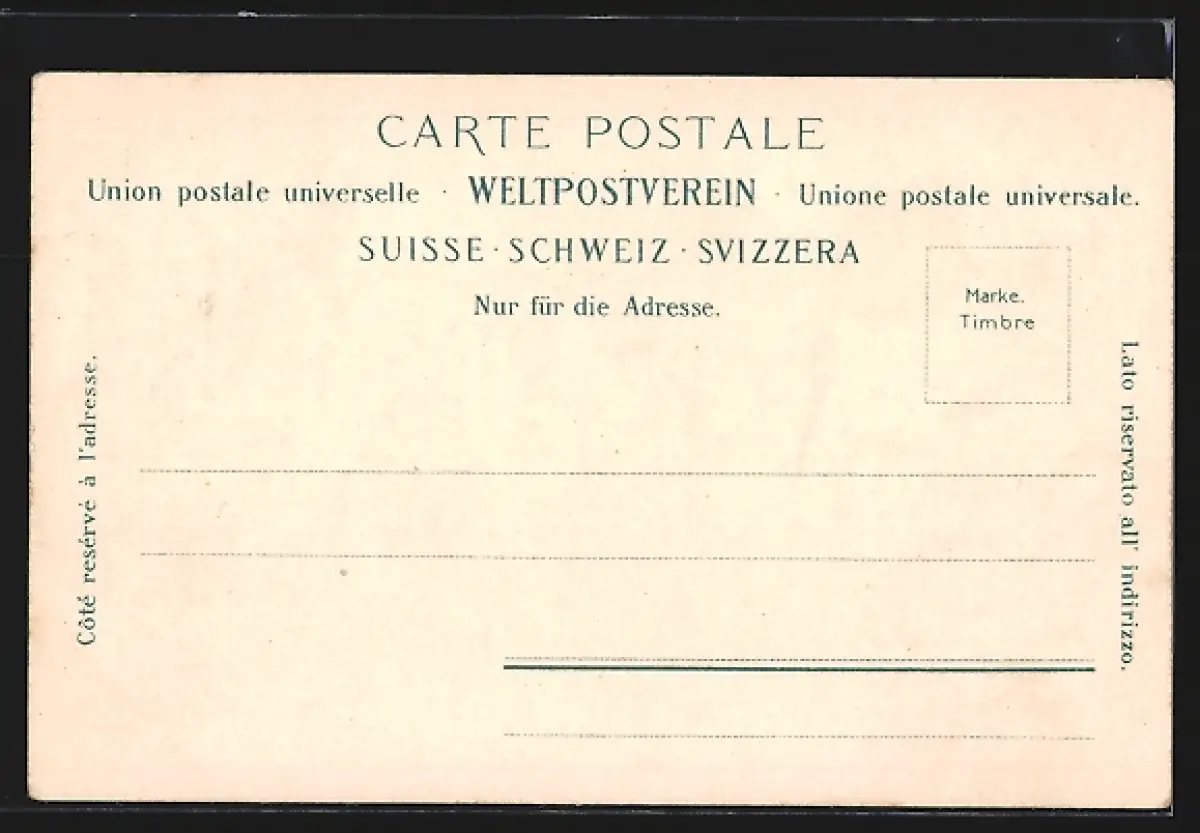 CARTE POSTALE
Union postale universelle · WELTPOSTVEREIN · Unione postale universale.
SUISSE · SCHWEIZ · SVIZZERA
Nur für die Adresse.
Marke.
Timbre
Côté resérvé à l'adresse.
Lato riservato all' indirizzo.